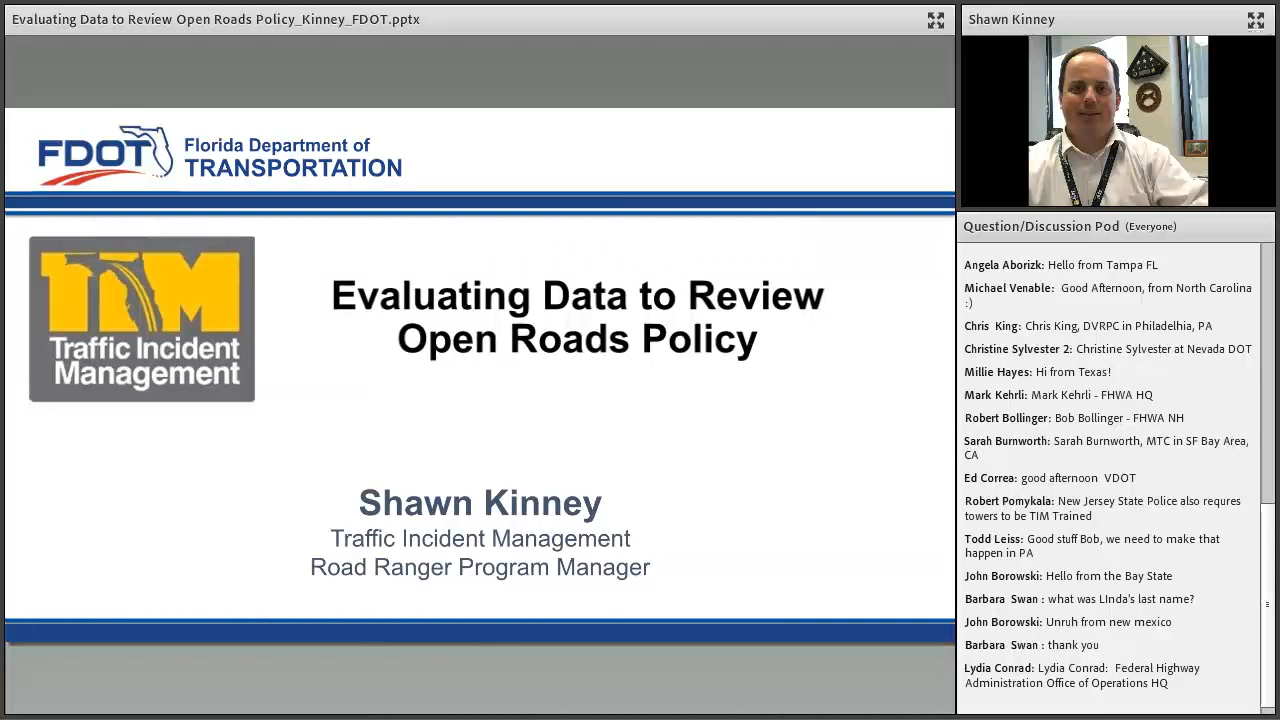 Evaluating Data to Review Open Roads Policy_Kinney_FDOT.pptx
FDOT
Florida Department of
TRANSPORTATION
TIM
Traffic Incident
Management
Evaluating Data to Review
Open Roads Policy
Shawn Kinney
Traffic Incident Management
Road Ranger Program Manager
Shawn Kinney
Question/Discussion Pod (Everyone)
Angela Aborizk: Hello from Tampa FL
Michael Venable: Good Afternoon, from North Carolina
:)
Chris King: Chris King, DVRPC in Philadelhia, PA
Christine Sylvester 2: Christine Sylvester at Nevada DOT
Millie Hayes: Hi from Texas!
Mark Kehrli: Mark Kehrli - FHWA HQ
Robert Bollinger: Bob Bollinger - FHWA NH
Sarah Burnworth: Sarah Burnworth, MTC in SF Bay Area,
CA
Ed Correa: good afternoon VDOT
Robert Pomykala: New Jersey State Police also requres
towers to be TIM Trained
Todd Leiss: Good stuff Bob, we need to make that
happen in PA
John Borowski: Hello from the Bay State
Barbara Swan : what was LInda's last name?
John Borowski: Unruh from new mexico
Barbara Swan : thank you
Lydia Conrad: Lydia Conrad: Federal Highway
Administration Office of Operations HQ